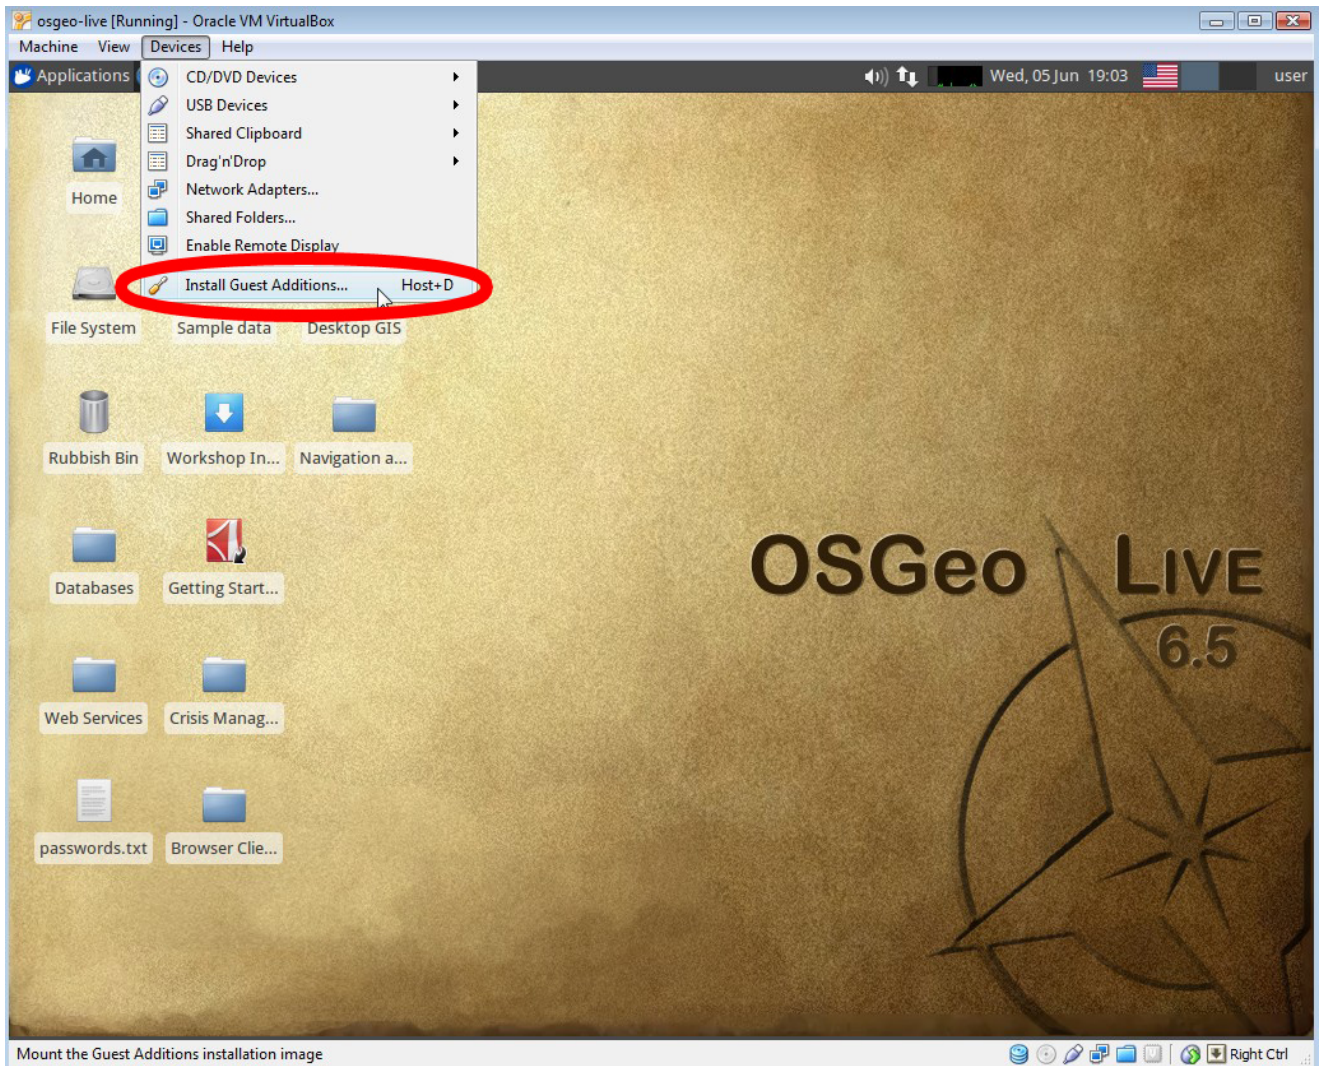 osgeo-live [Running] - Oracle VM VirtualBox
Machine View Devices Help
Applications
Wed, 05 Jun 19:03
user
CD/DVD Devices
USB Devices
Shared Clipboard
Drag'n'Drop
Network Adapters...
Shared Folders...
Enable Remote Display
Install Guest Additions... Host+D
Home
File System
Sample data
Desktop GIS
Rubbish Bin
Workshop In...
Navigation a...
Databases
Getting Start...
Web Services
Crisis Manag...
passwords.txt
Browser Clie...
OSGeo Live
6.5
Mount the Guest Additions installation image
Right Ctrl